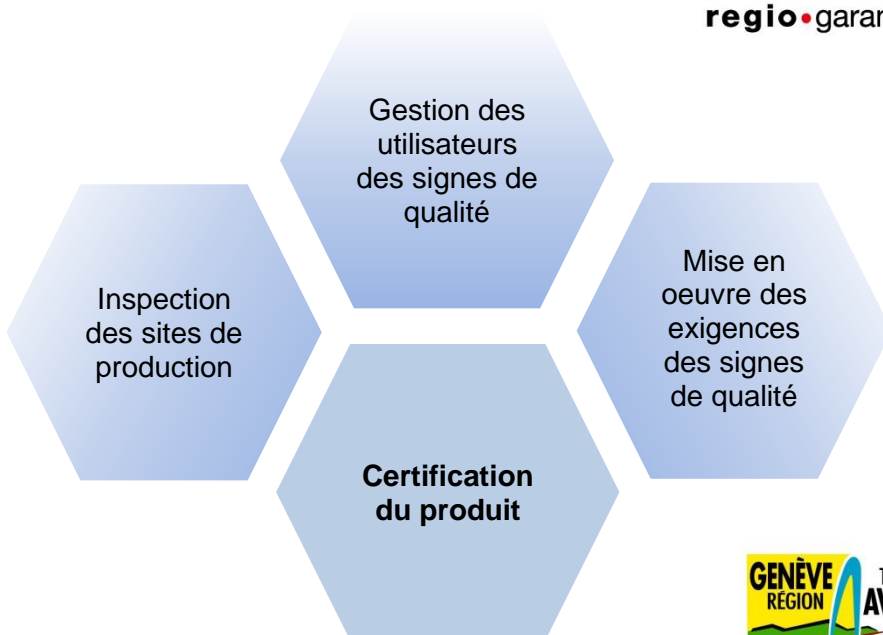 regio•garan
Gestion des
utilisateurs
des signes de
qualité
Inspection
des sites de
production
Mise en
oeuvre des
exigences
des signes
de qualité
Certification
du produit
GENÈVE
RÉGION